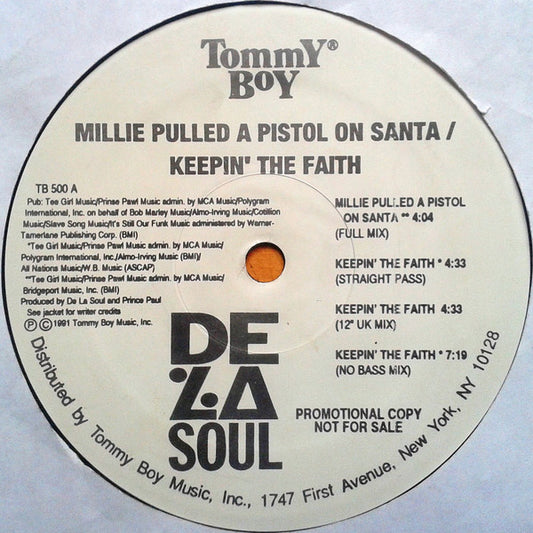 Tommy® Boy
MILLIE PULLED A PISTOL ON SANTA /
KEEPIN' THE FAITH
TB 500 A
Pub: Tee Girl Music/Prinse Pawl Music admin. by MCA Music/Polygram
International, Inc. on behalf of Bob Marley Music/Almo-Irving Music/Cotillion
Music/Slave Song Music/It's Still Our Funk Music administered by Warner-
Tamerlane Publishing Corp. (BMI)
*Tee Girl Music/Prinse Pawl Music admin. by MCA Music/
Polygram International, Inc./Almo-Irving Music (BMI)/
All Nations Music/W.B. Music (ASCAP)
**Tee Girl Music/Prinse Pawl Music admin. by MCA Music/
Bridgeport Music, Inc. (BMI)
Produced by De La Soul and Prince Paul
See jacket for writer credits
Ⓟ © 1991 Tommy Boy Music, Inc.
MILLIE PULLED A PISTOL
ON SANTA ** 4:04
(FULL MIX)
KEEPIN' THE FAITH * 4:33
(STRAIGHT PASS)
KEEPIN' THE FAITH 4:33
(12" UK MIX)
KEEPIN' THE FAITH * 7:19
(NO BASS MIX)
DE
LA
SOUL
PROMOTIONAL COPY
NOT FOR SALE
Distributed by Tommy Boy Music, Inc., 1747 First Avenue, New York, NY 10128